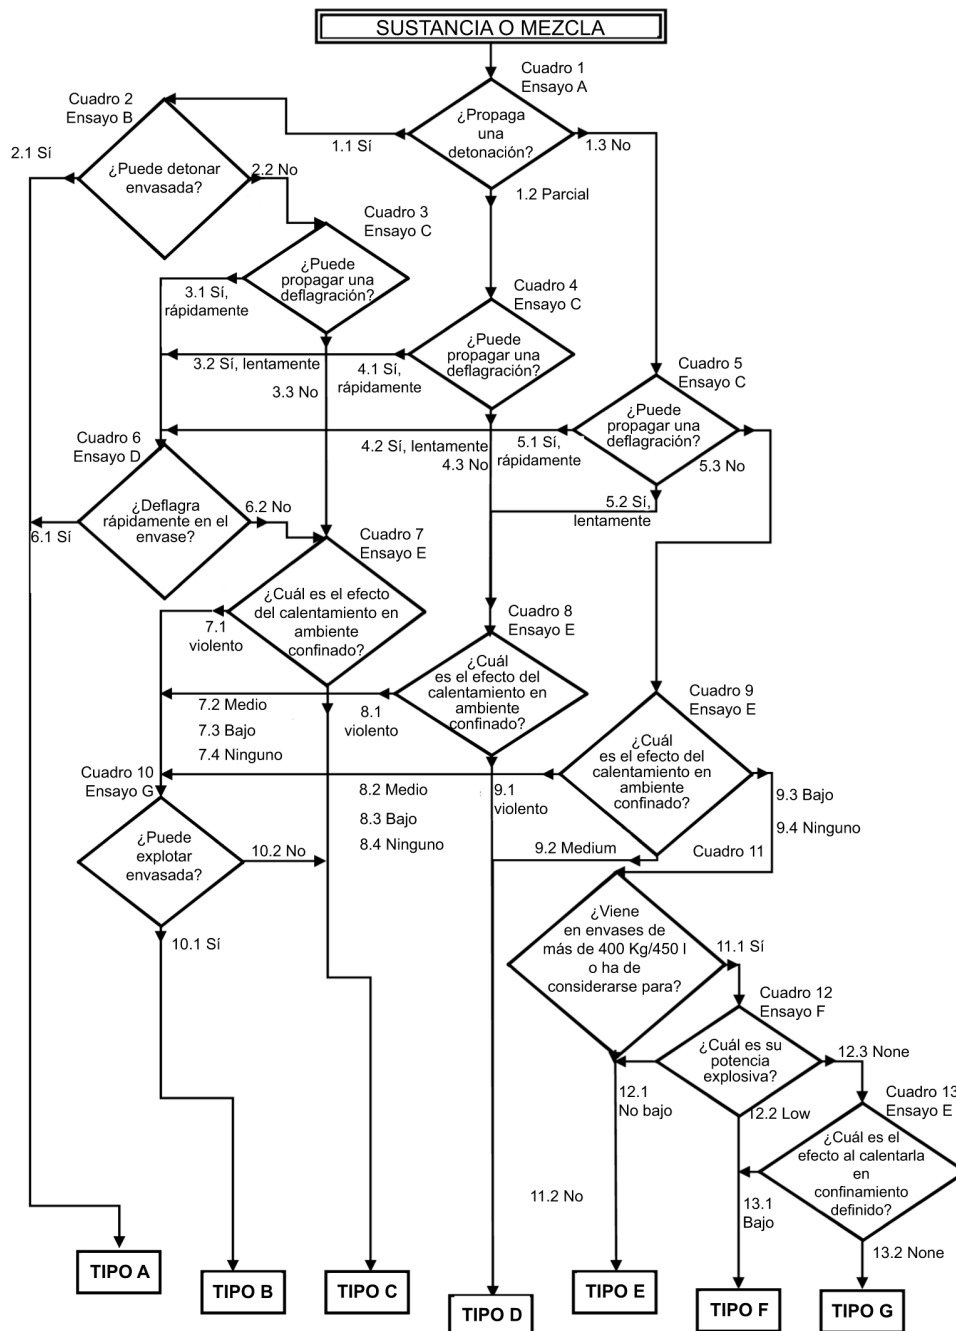 SUSTANCIA O MEZCLA
Cuadro 1
Ensayo A
¿Propaga
una
detonación?
1.1 Sí
1.3 No
1.2 Parcial
Cuadro 2
Ensayo B
2.1 Sí
¿Puede detonar
envasada?
2.2 No
Cuadro 3
Ensayo C
¿Puede
propagar una
deflagración?
3.1 Sí,
rápidamente
3.2 Sí, lentamente
3.3 No
Cuadro 4
Ensayo C
¿Puede
propagar una
deflagración?
4.1 Sí,
rápidamente
4.2 Sí, lentamente
4.3 No
Cuadro 5
Ensayo C
¿Puede
propagar una
deflagración?
5.1 Sí,
rápidamente
5.3 No
5.2 Sí,
lentamente
Cuadro 6
Ensayo D
¿Deflagra
rápidamente en el
envase?
6.1 Sí
6.2 No
Cuadro 7
Ensayo E
¿Cuál es el efecto
del calentamiento en
ambiente
confinado?
7.1
violento
7.2 Medio
7.3 Bajo
7.4 Ninguno
Cuadro 8
Ensayo E
¿Cuál
es el efecto del
calentamiento en
ambiente
confinado?
8.1
violento
8.2 Medio
8.3 Bajo
8.4 Ninguno
Cuadro 9
Ensayo E
¿Cuál
es el efecto del
calentamiento en
ambiente
confinado?
9.1
violento
9.2 Medium
9.3 Bajo
9.4 Ninguno
Cuadro 10
Ensayo G
¿Puede
explotar
envasada?
10.2 No
10.1 Sí
Cuadro 11
¿Viene
en envases de
más de 400 Kg/450 l
o ha de
considerarse para?
11.1 Sí
11.2 No
Cuadro 12
Ensayo F
¿Cuál es su
potencia
explosiva?
12.1
No bajo
12.2 Low
12.3 None
Cuadro 13
Ensayo E
¿Cuál es el
efecto al calentarla
en
confinamiento
definido?
13.1
Bajo
13.2 None
TIPO A
TIPO B
TIPO C
TIPO D
TIPO E
TIPO F
TIPO G